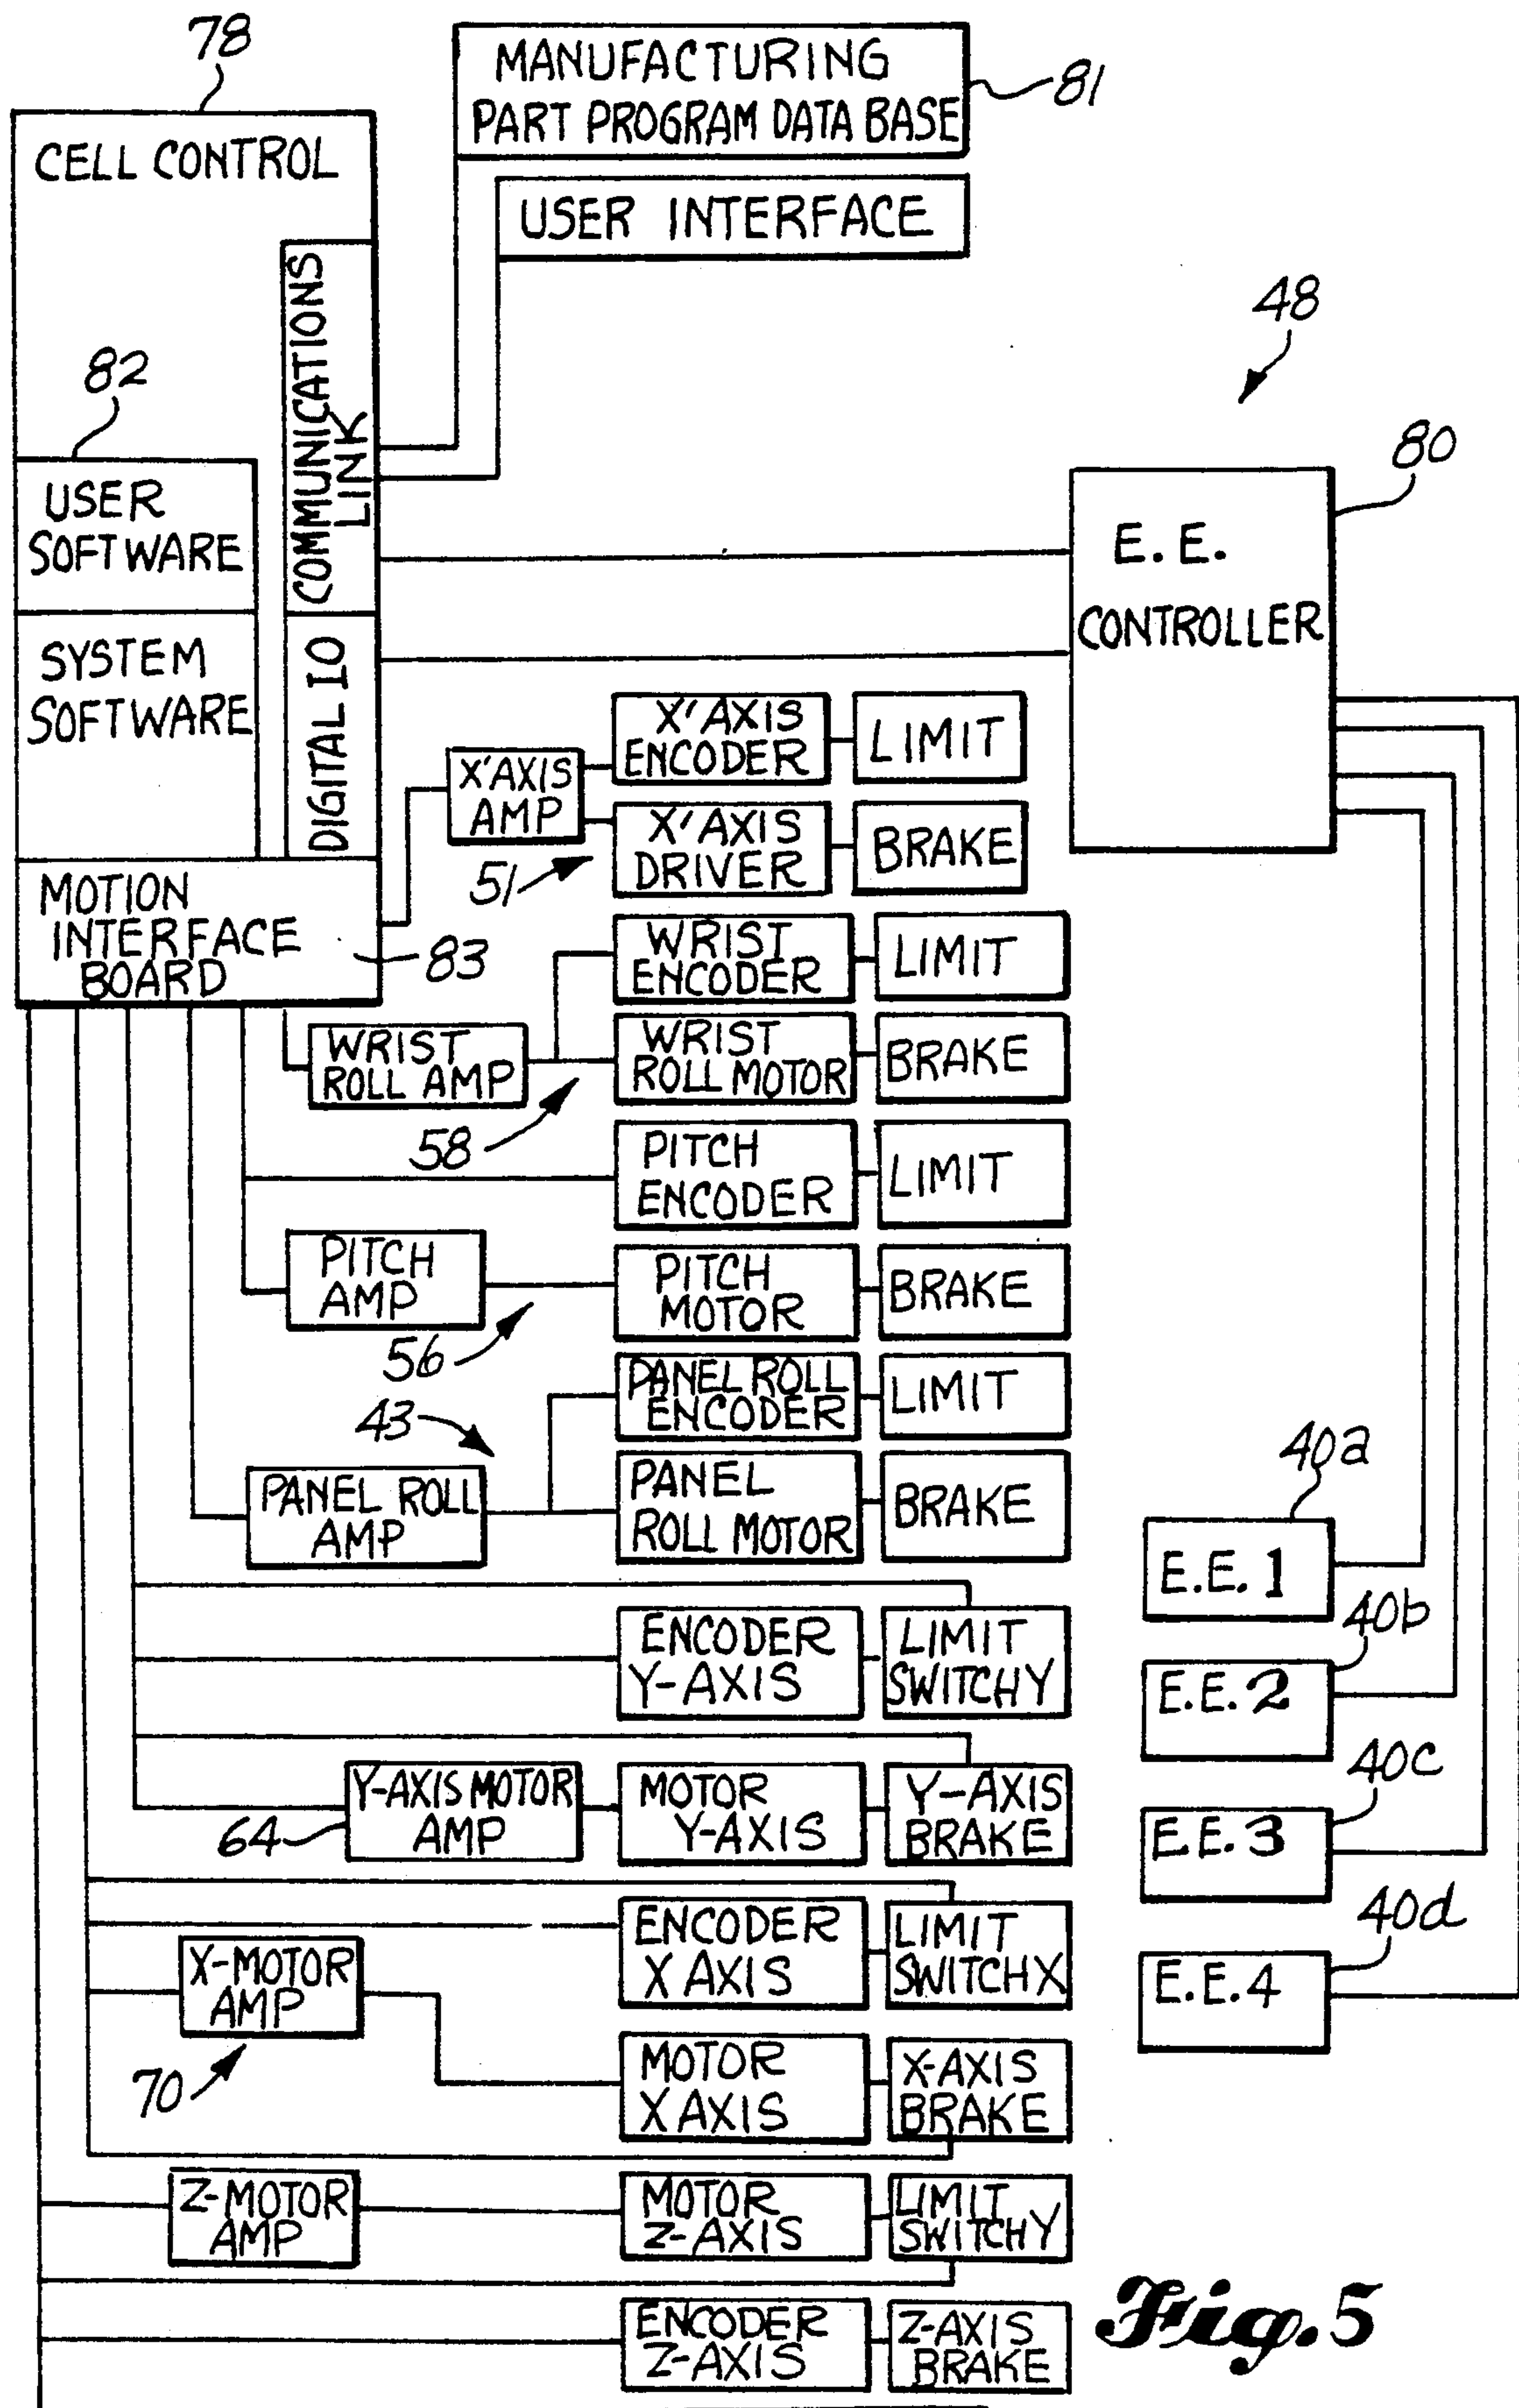 78
MANUFACTURING
PART PROGRAM DATA BASE
81
CELL CONTROL
USER INTERFACE
COMMUNICATIONS
LINK
48
82
80
USER
SOFTWARE
E. E.
CONTROLLER
SYSTEM
SOFTWARE
DIGITAL IO
X'AXIS
AMP
X'AXIS
ENCODER
LIMIT
51
X'AXIS
DRIVER
BRAKE
MOTION
INTERFACE
BOARD
83
WRIST
ENCODER
LIMIT
WRIST
ROLL AMP
WRIST
ROLL MOTOR
BRAKE
58
PITCH
ENCODER
LIMIT
PITCH
AMP
PITCH
MOTOR
BRAKE
56
43
PANEL ROLL
ENCODER
LIMIT
PANEL ROLL
AMP
PANEL
ROLL MOTOR
BRAKE
40a
E.E. 1
40b
ENCODER
Y-AXIS
LIMIT
SWITCHY
E.E. 2
40c
Y-AXIS MOTOR
AMP
64
MOTOR
Y-AXIS
Y-AXIS
BRAKE
E.E. 3
40d
ENCODER
X AXIS
LIMIT
SWITCHX
X-MOTOR
AMP
70
E.E. 4
MOTOR
X AXIS
X-AXIS
BRAKE
Z-MOTOR
AMP
MOTOR
Z-AXIS
LIMIT
SWITCHY
ENCODER
Z-AXIS
Z-AXIS
BRAKE
Fig. 5